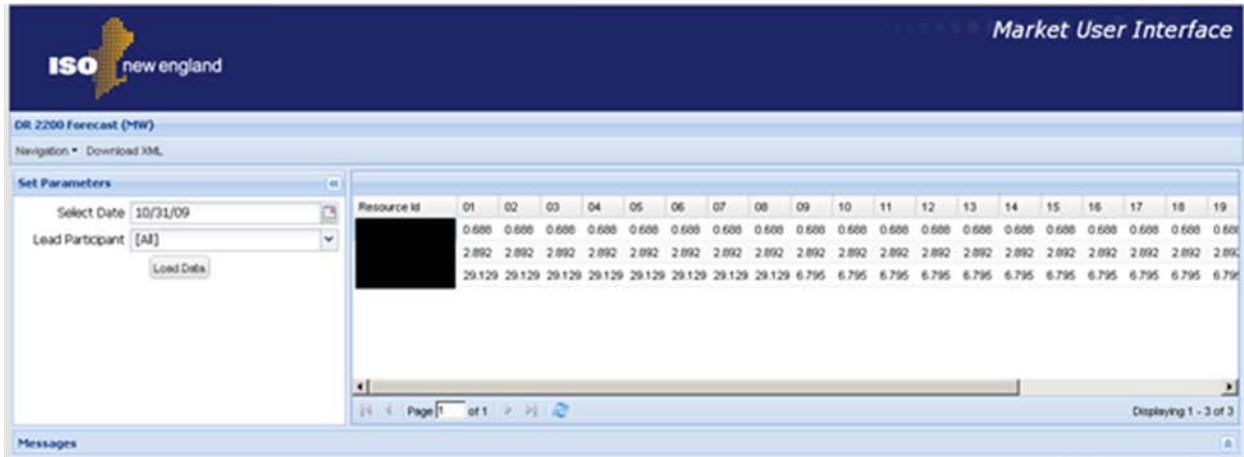 Market User Interface
ISO new england
DR 2200 Forecast (MW)
Navigation Download XML
Set Parameters
Select Date 10/31/09
Lead Participant [All]
Load Data
Resource Id 01 02 03 04 05 06 07 08 09 10 11 12 13 14 15 16 17 18 19
0.688 0.688 0.688 0.688 0.688 0.688 0.688 0.688 0.688 0.688 0.688 0.688 0.688 0.688 0.688 0.688 0.688 0.688 0.68
2.892 2.892 2.892 2.892 2.892 2.892 2.892 2.892 2.892 2.892 2.892 2.892 2.892 2.892 2.892 2.892 2.892 2.892 2.89
29.129 29.129 29.129 29.129 29.129 29.129 29.129 29.129 6.795 6.795 6.795 6.795 6.795 6.795 6.795 6.795 6.795 6.795 6.79
Page 1 of 1
Displaying 1 - 3 of 3
Messages